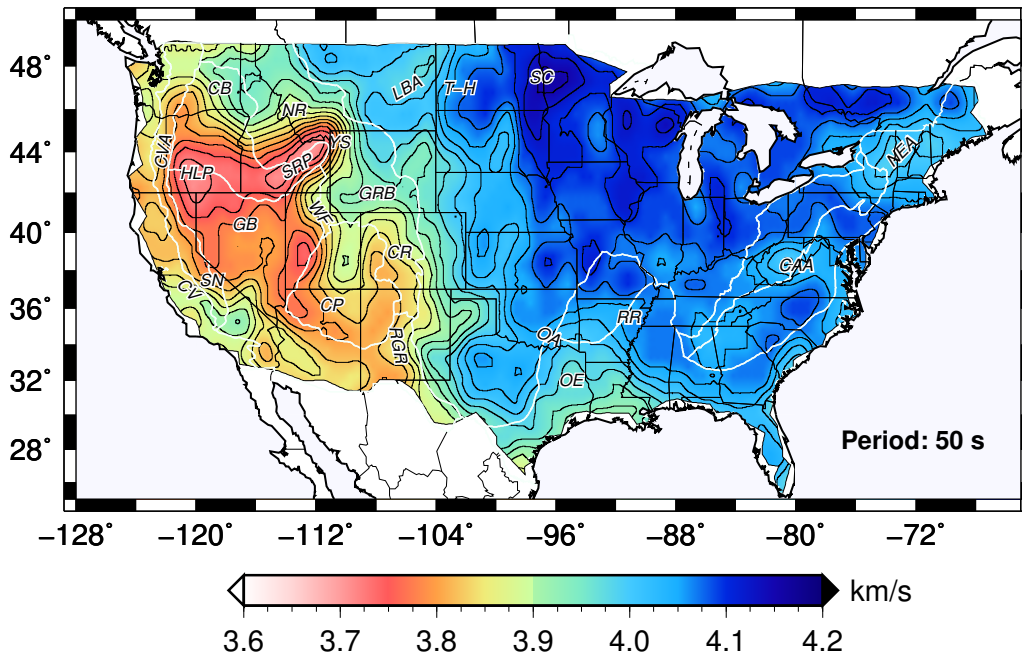 48°
44°
40°
36°
32°
28°
CB
NR
LBA
T–H
SC
CVA
YS
NEA
HLP
SRP
GRB
WF
GB
CR
CAA
SN
CV
CP
RGR
RR
OA
OE
Period: 50 s
−128° −120° −112° −104° −96° −88° −80° −72°
km/s
3.6 3.7 3.8 3.9 4.0 4.1 4.2